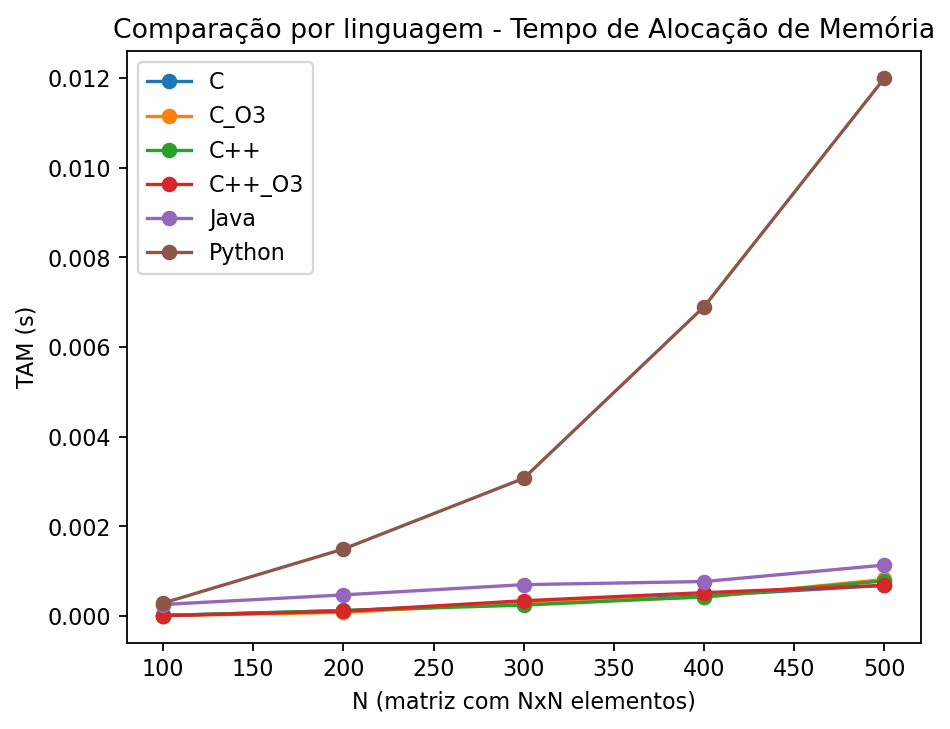 Comparação por linguagem - Tempo de Alocação de Memória
C
C_O3
C++
C++_O3
Java
Python
0.012
0.010
0.008
0.006
0.004
0.002
0.000
TAM (s)
100 150 200 250 300 350 400 450 500
N (matriz com NxN elementos)